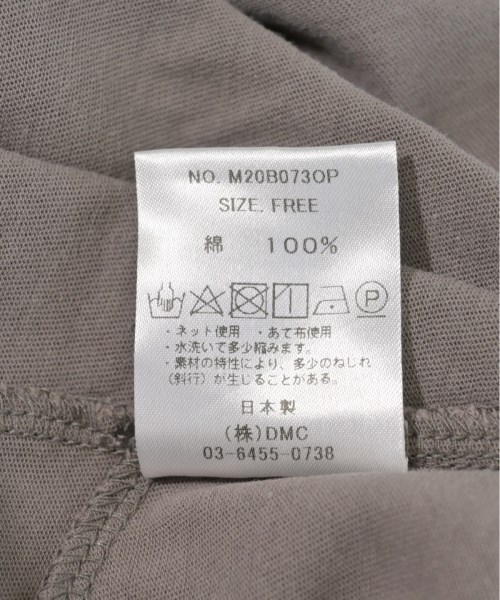 NO. M20B073OP
SIZE. FREE
綿 100%
P
・ネット使用 ・あて布使用
・水洗いで多少縮みます。
・素材の特性により、多少のねじれ
(斜行)が生じることがある。
日本製
(株)DMC
03-6455-0738